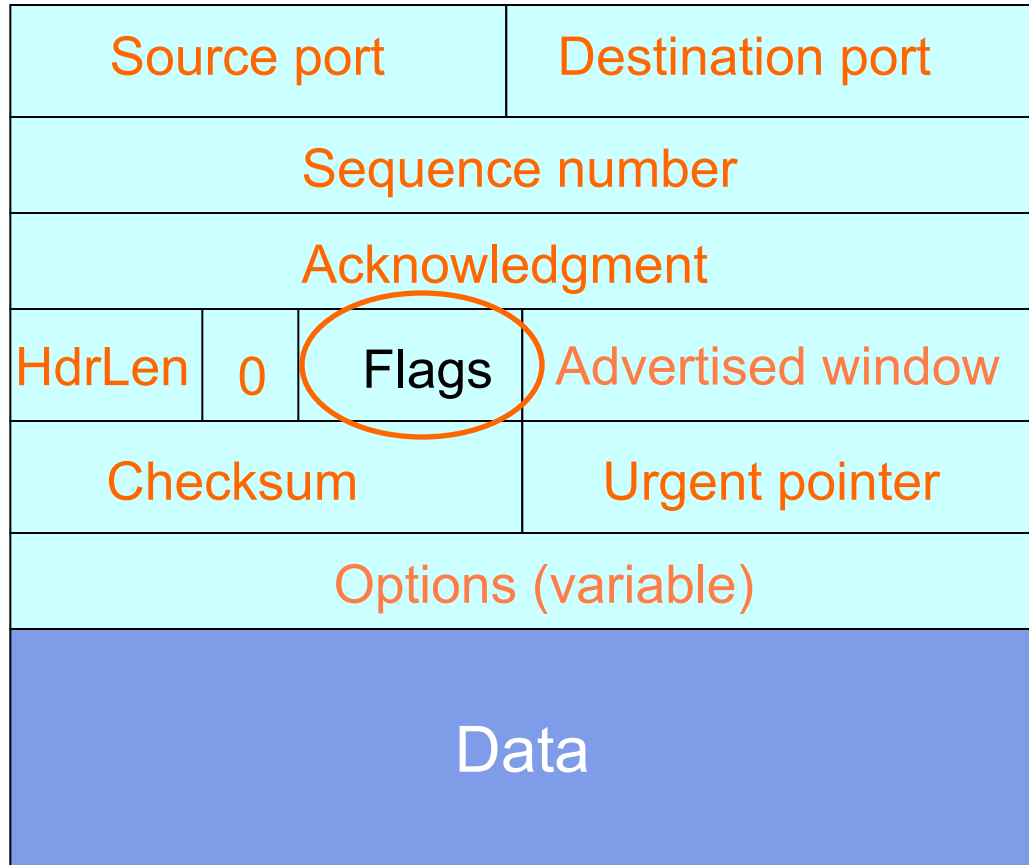 Source port Destination port
Sequence number
Acknowledgment
HdrLen 0 Flags Advertised window
Checksum Urgent pointer
Options (variable)
Data